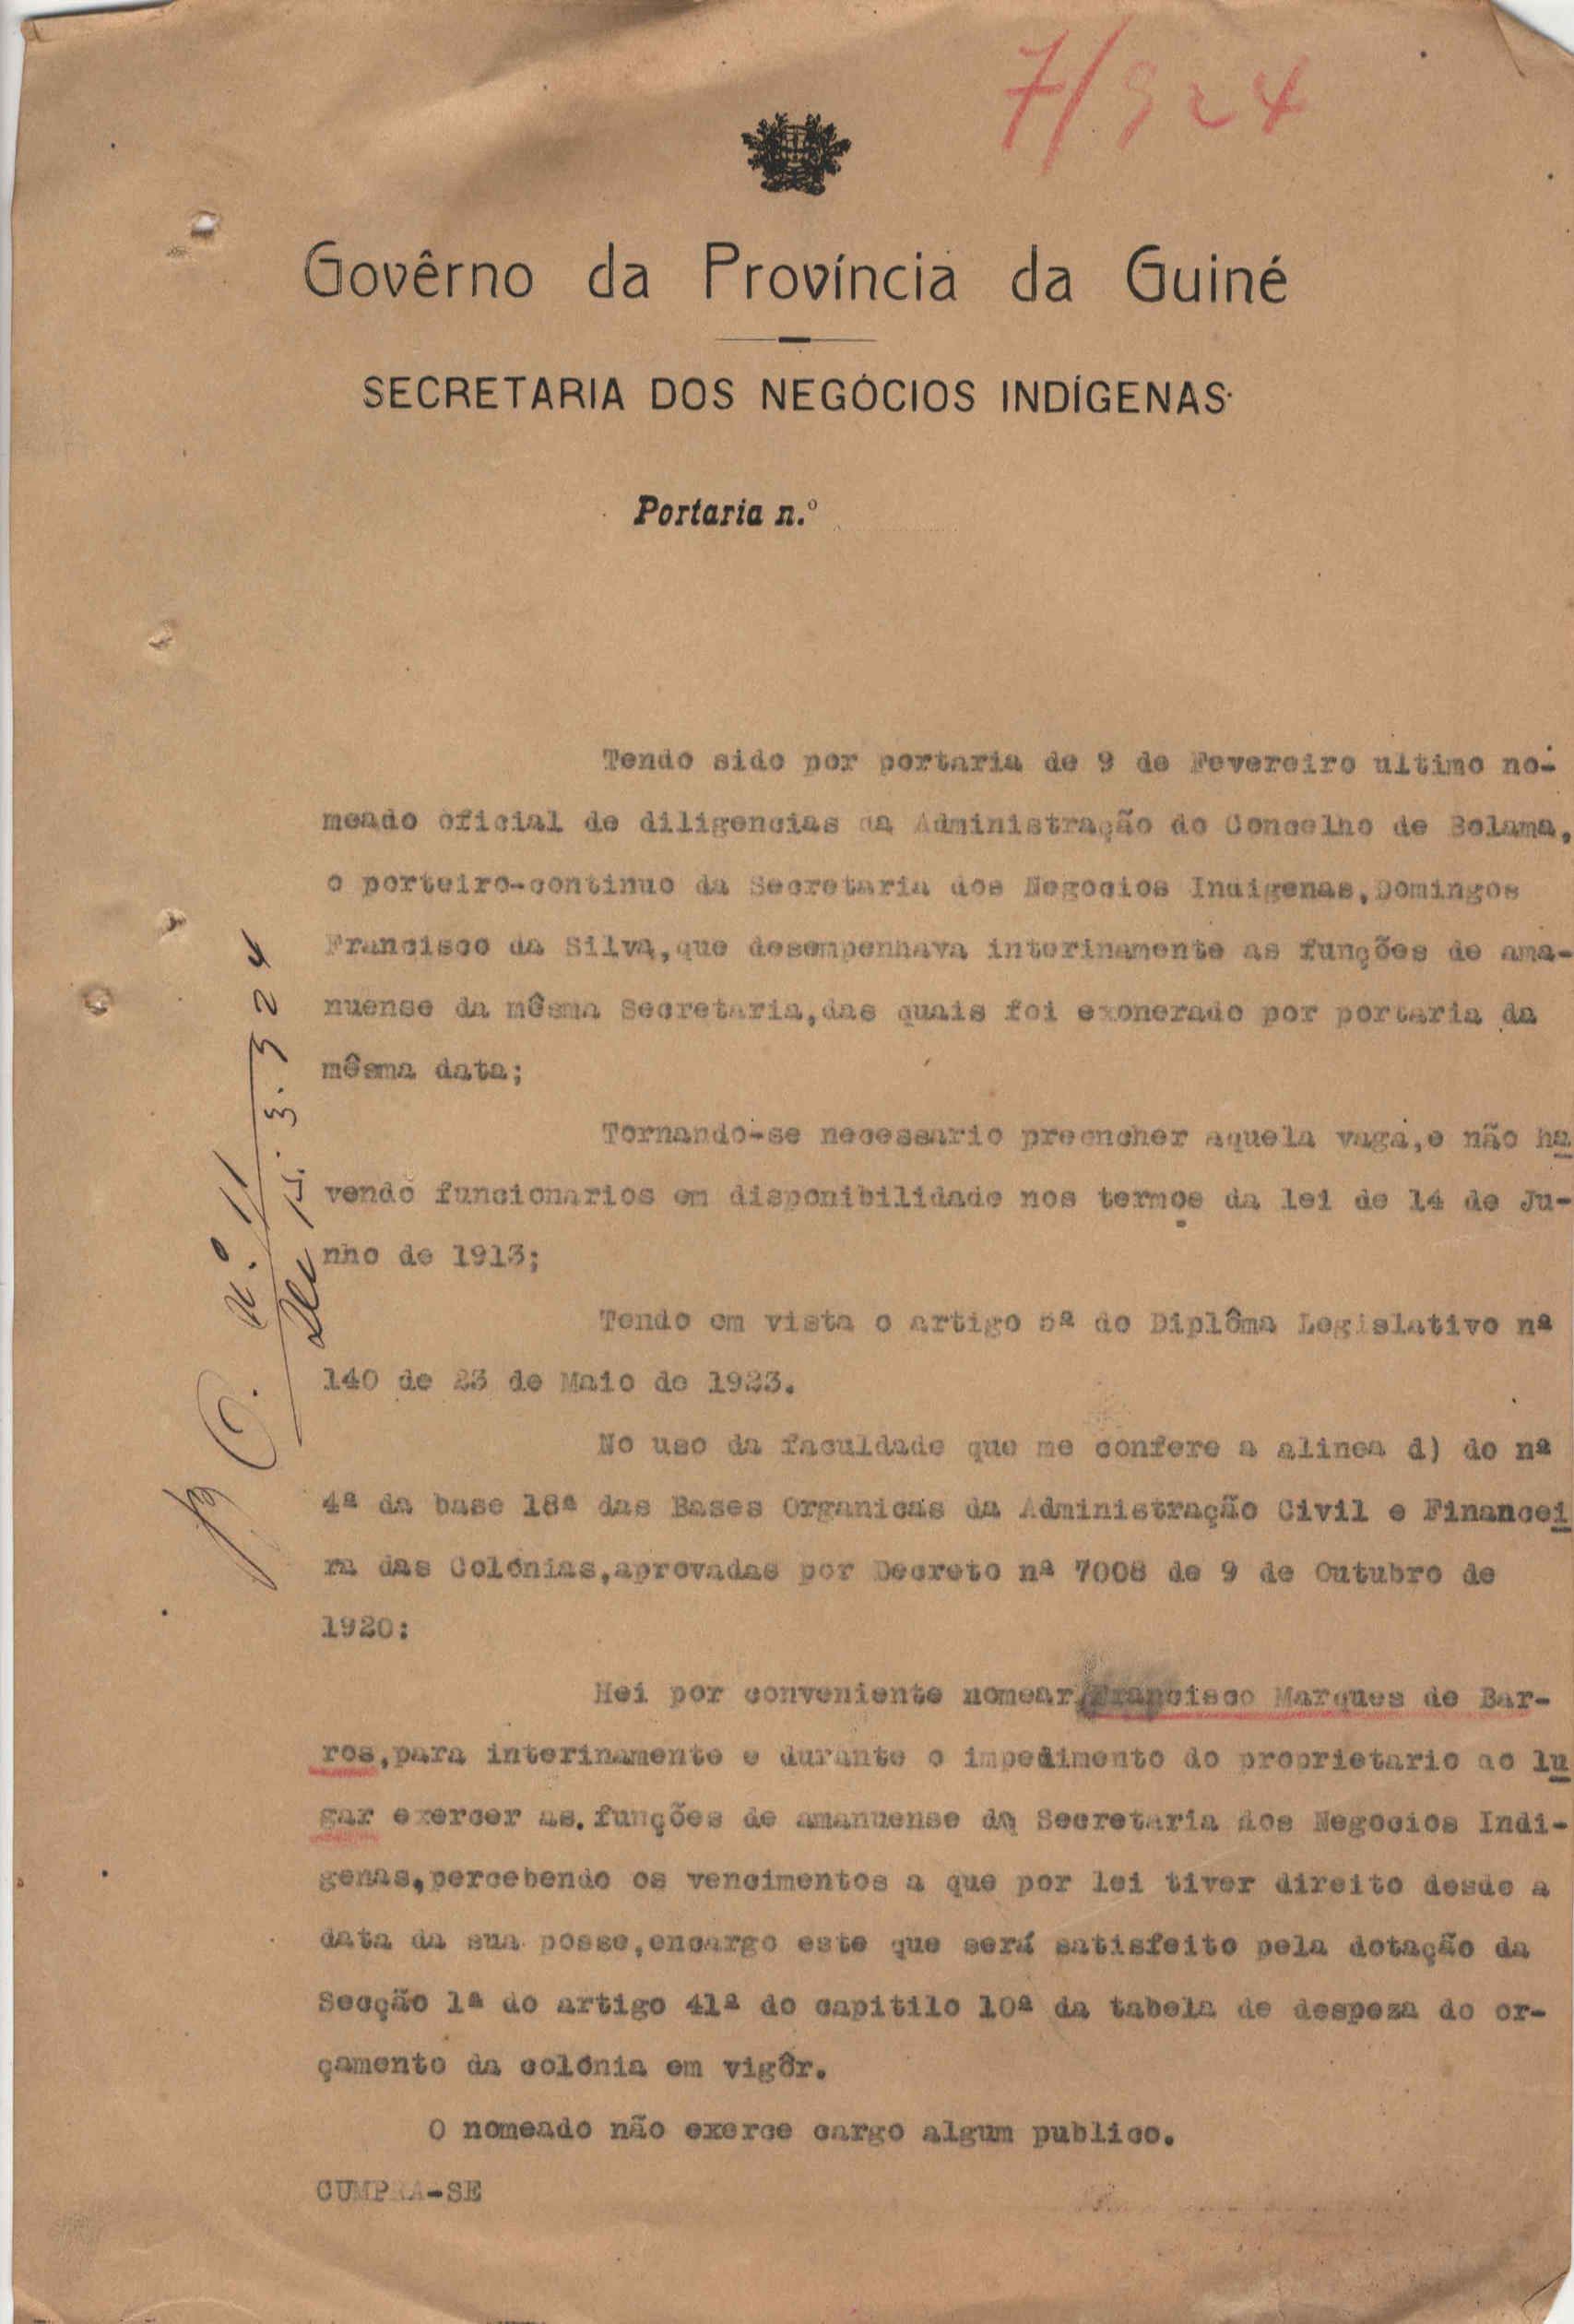 7/924
Govêrno da Província da Guiné
SECRETARIA DOS NEGÓCIOS INDÍGENAS
Portaria n.º
Tendo sido por portaria de 9 de Fevereiro ultimo no-
meado oficial de diligencias da Administração do Concelho de Bolama,
o porteiro-continuo da Secretaria dos Negocios Indigenas,Domingos
Francisco da Silva,que desempenhava interinamente as funções de ama-
nuense da mêsma Secretaria,das quais foi exonerado por portaria da
mêsma data;
Tornando-se necessario preencher aquela vaga,e não ha
vendo funcionarios em disponibilidade nos termos da lei de 14 de Ju-
nho de 1913;
Tendo em vista o artigo 5ª do Diplôma Legislativo nª
140 de 23 de Maio de 1923.
No uso da faculdade que me confere a alinea d) do nª
4ª da base 18ª das Bases Organicas da Administração Civil e Financei
ra das Colónias,aprovadas por Decreto nª 7008 de 9 de Outubro de
1920:
Hei por conveniente nomear,Francisco Marques de Bar-
ros,para interinamente e durante o impedimento do proprietario ao lu
gar exercer as.funções de amanuense da Secretaria dos Negocios Indi-
genas,percebendo os vencimentos a que por lei tiver direito desde a
data da sua posse,encargo este que será satisfeito pela dotação da
Secção 1ª do artigo 41ª do capitilo 10ª da tabela de despeza do or-
çamento da colónia em vigôr.
O nomeado não exerce cargo algum publico.
CUMPRA-SE
B O. n.º 11
15.3.924